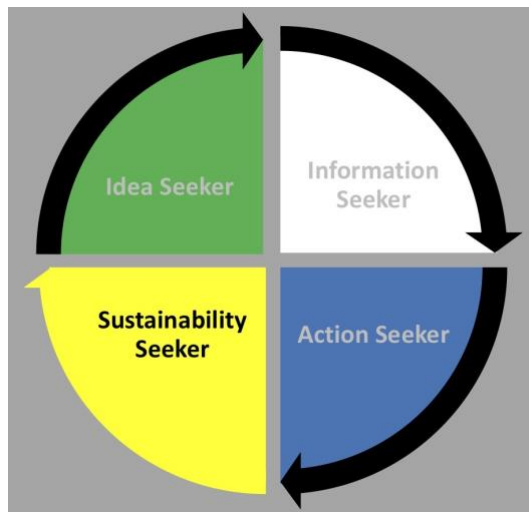 Idea Seeker
Information
Seeker
Sustainability
Seeker
Action Seeker